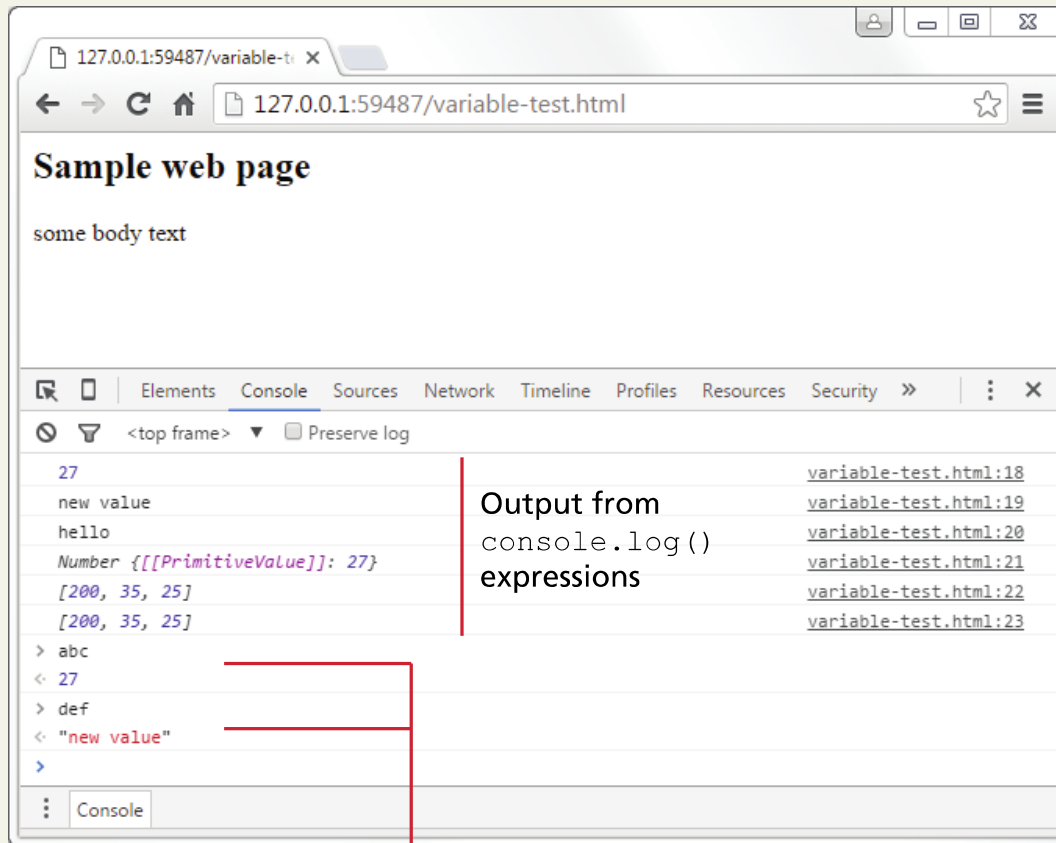 127.0.0.1:59487/variable-t
127.0.0.1:59487/variable-test.html
Sample web page
some body text
Elements Console Sources Network Timeline Profiles Resources Security »
<top frame> ▼ Preserve log
27 variable-test.html:18
new value variable-test.html:19
hello variable-test.html:20
Number {[[PrimitiveValue]]: 27} variable-test.html:21
[200, 35, 25] variable-test.html:22
[200, 35, 25] variable-test.html:23
Output from
console.log()
expressions
> abc
<· 27
> def
<· "new value"
>
Console